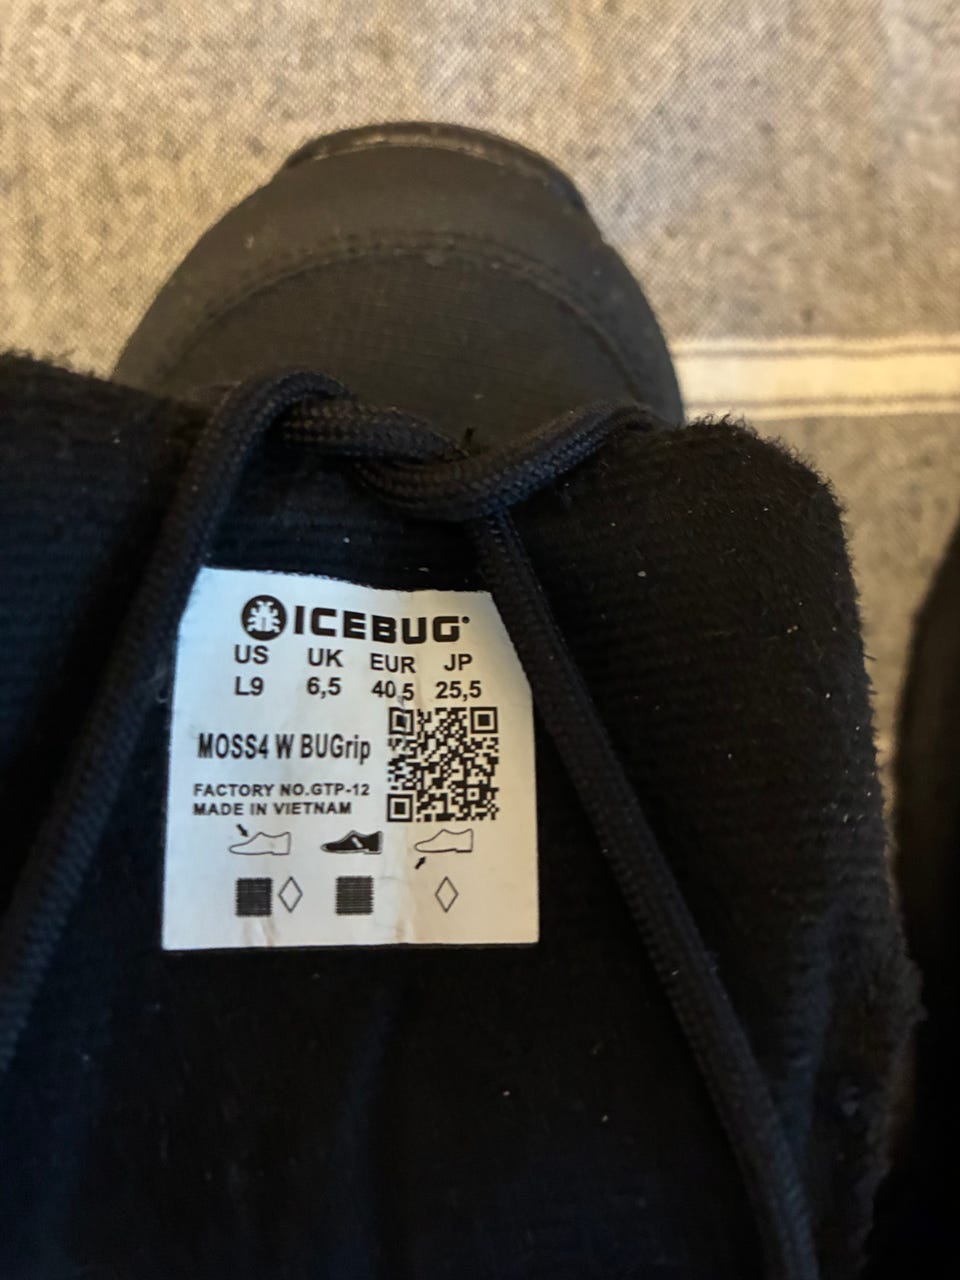 ICEBUG
US UK EUR JP
L9 6,5 40,5 25,5
MOSS4 W BUGrip
FACTORY NO.GTP-12
MADE IN VIETNAM